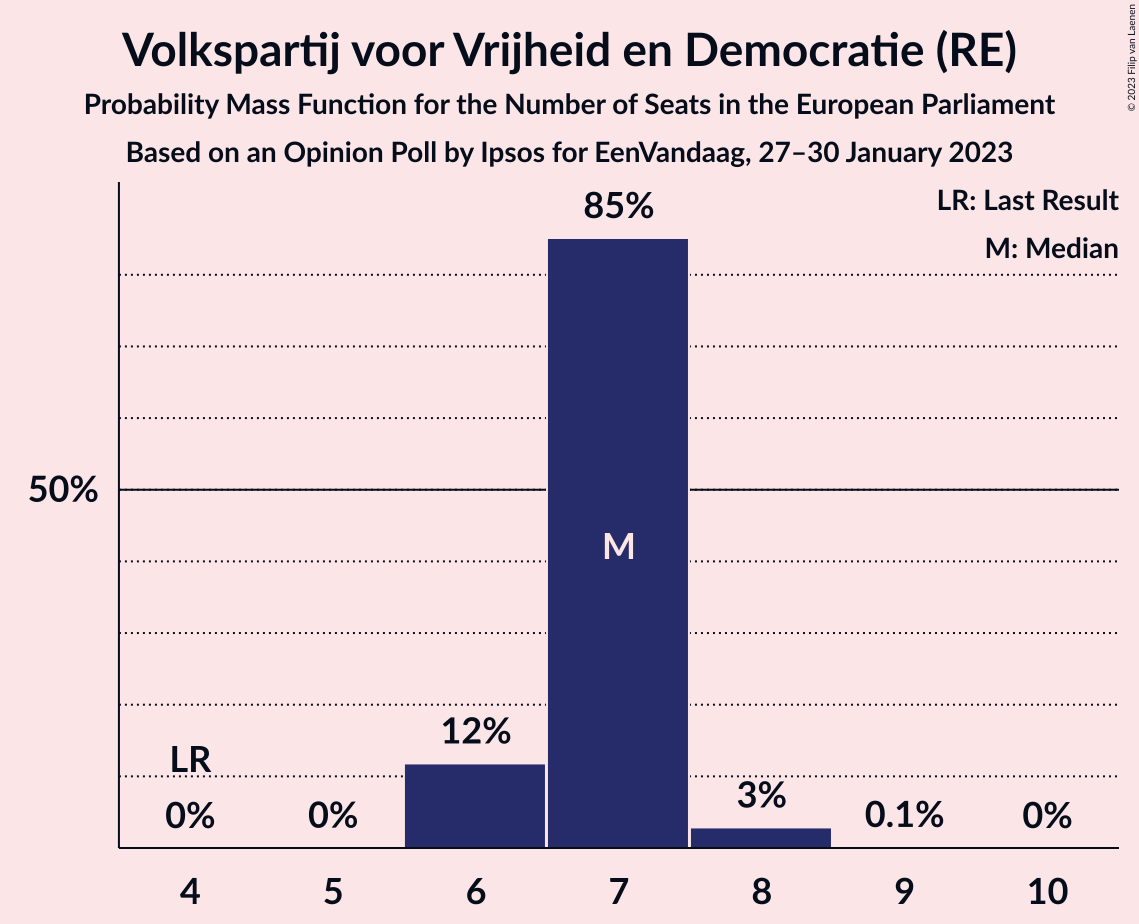 Volkspartij voor Vrijheid en Democratie (RE)
Probability Mass Function for the Number of Seats in the European Parliament
Based on an Opinion Poll by Ipsos for EenVandaag, 27–30 January 2023
© 2023 Filip van Laenen
LR: Last Result
M: Median
85%
50%
M
12%
LR
3%
0%
0%
0.1%
0%
4 5 6 7 8 9 10